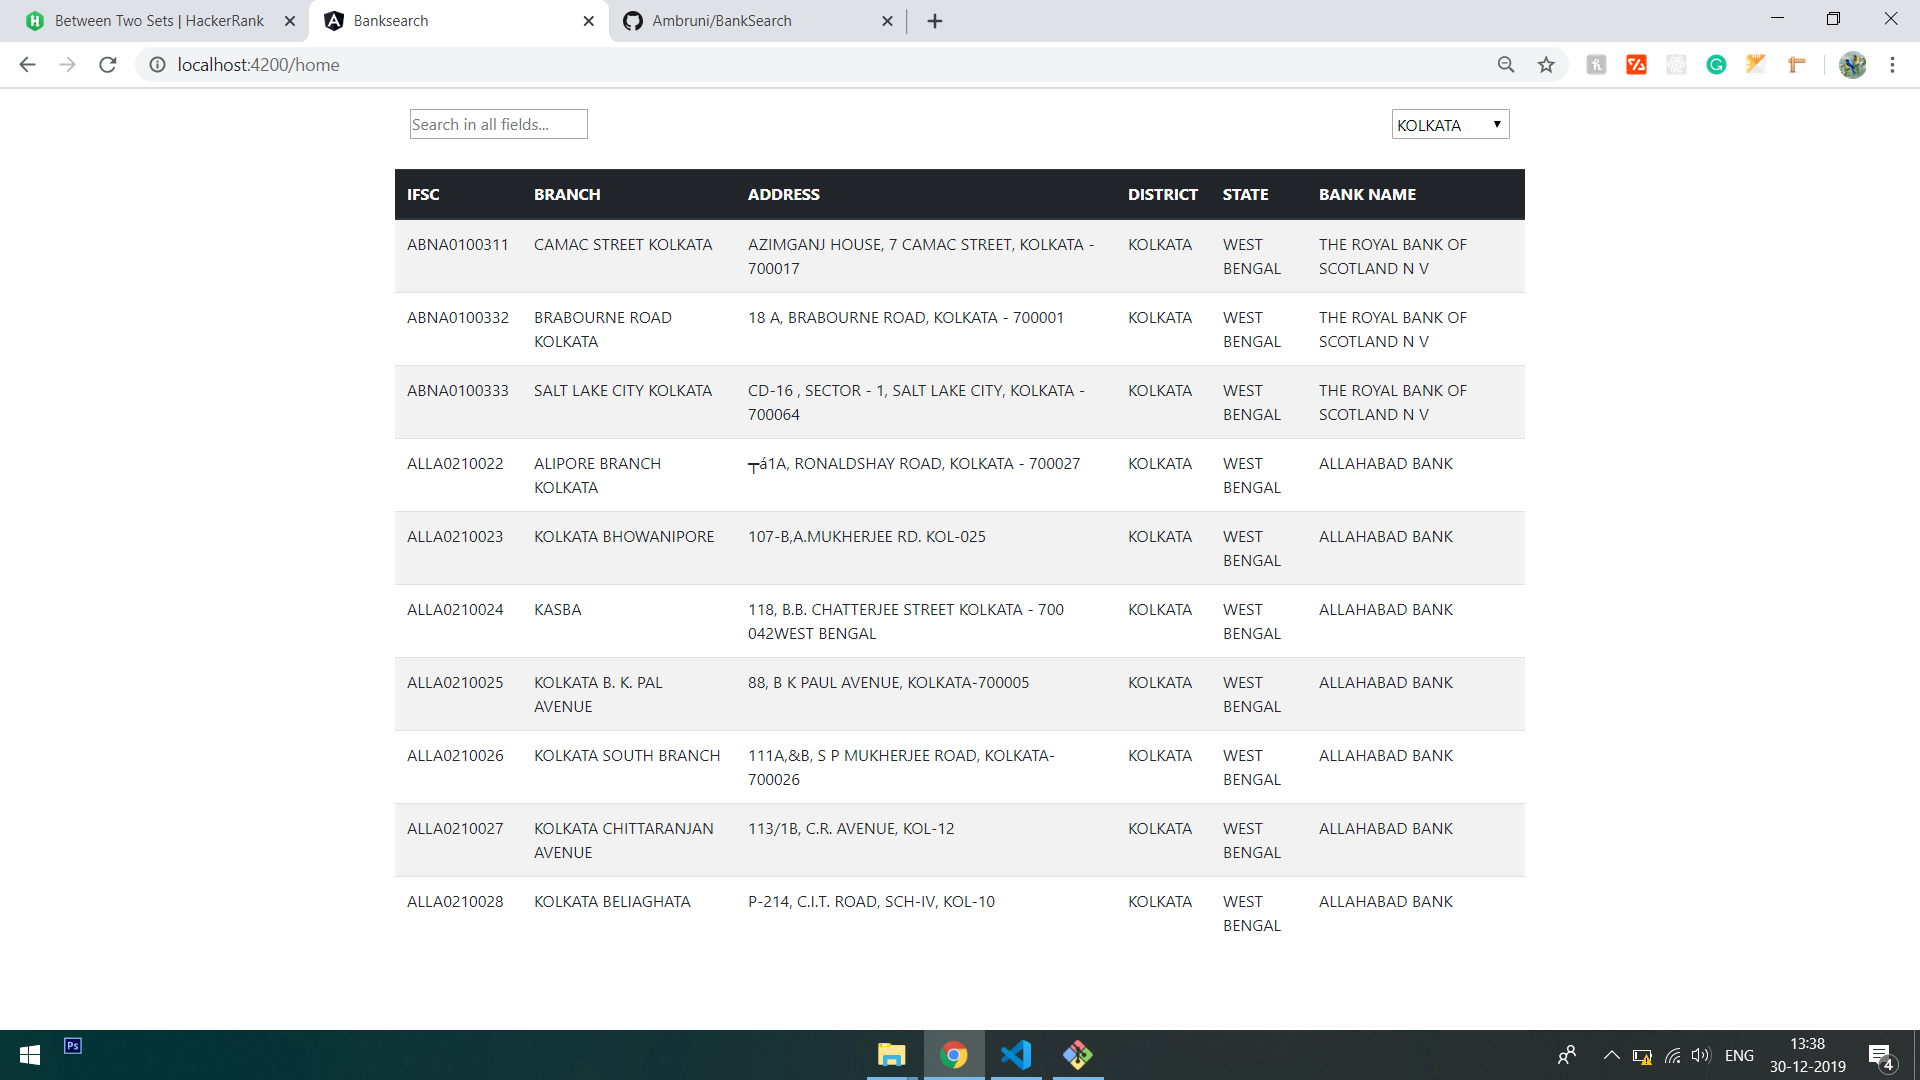 Between Two Sets | HackerRank
Banksearch
Ambruni/BankSearch
localhost:4200/home
Search in all fields...
KOLKATA
IFSC BRANCH ADDRESS DISTRICT STATE BANK NAME
ABNA0100311 CAMAC STREET KOLKATA AZIMGANJ HOUSE, 7 CAMAC STREET, KOLKATA - KOLKATA WEST THE ROYAL BANK OF
700017 BENGAL SCOTLAND N V
ABNA0100332 BRABOURNE ROAD 18 A, BRABOURNE ROAD, KOLKATA - 700001 KOLKATA WEST THE ROYAL BANK OF
KOLKATA BENGAL SCOTLAND N V
ABNA0100333 SALT LAKE CITY KOLKATA CD-16 , SECTOR - 1, SALT LAKE CITY, KOLKATA - KOLKATA WEST THE ROYAL BANK OF
700064 BENGAL SCOTLAND N V
ALLA0210022 ALIPORE BRANCH ┬á1A, RONALDSHAY ROAD, KOLKATA - 700027 KOLKATA WEST ALLAHABAD BANK
KOLKATA BENGAL
ALLA0210023 KOLKATA BHOWANIPORE 107-B,A.MUKHERJEE RD. KOL-025 KOLKATA WEST ALLAHABAD BANK
BENGAL
ALLA0210024 KASBA 118, B.B. CHATTERJEE STREET KOLKATA - 700 KOLKATA WEST ALLAHABAD BANK
042WEST BENGAL BENGAL
ALLA0210025 KOLKATA B. K. PAL 88, B K PAUL AVENUE, KOLKATA-700005 KOLKATA WEST ALLAHABAD BANK
AVENUE BENGAL
ALLA0210026 KOLKATA SOUTH BRANCH 111A,&B, S P MUKHERJEE ROAD, KOLKATA- KOLKATA WEST ALLAHABAD BANK
700026 BENGAL
ALLA0210027 KOLKATA CHITTARANJAN 113/1B, C.R. AVENUE, KOL-12 KOLKATA WEST ALLAHABAD BANK
AVENUE BENGAL
ALLA0210028 KOLKATA BELIAGHATA P-214, C.I.T. ROAD, SCH-IV, KOL-10 KOLKATA WEST ALLAHABAD BANK
BENGAL
Ps
ENG
13:38
30-12-2019
4